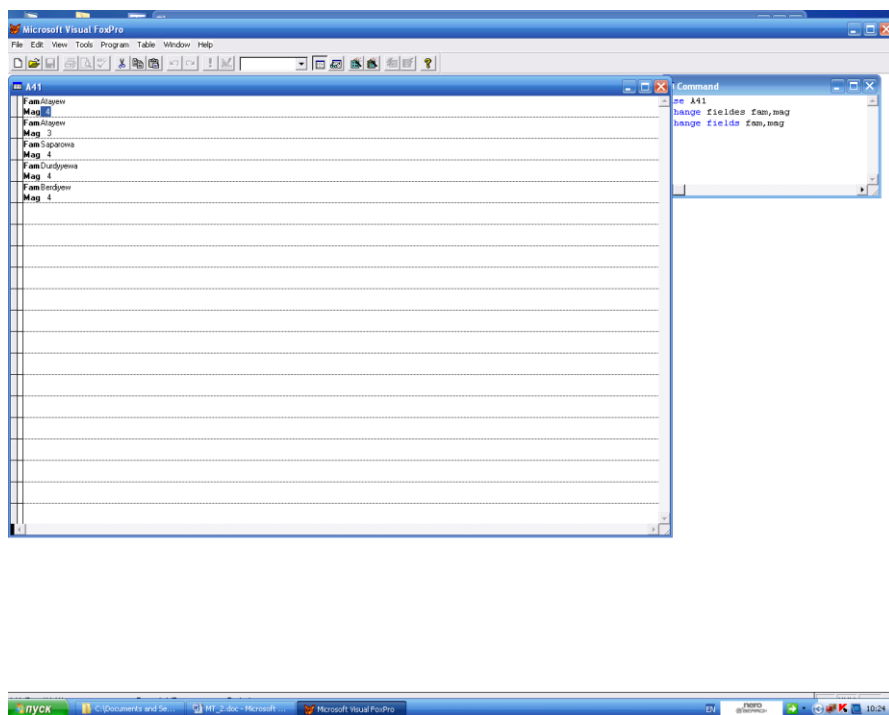 Microsoft Visual FoxPro
File Edit View Tools Program Table Window Help
A41
Fam Atayew
Mag 4
Fam Atayew
Mag 3
Fam Saparowa
Mag 4
Fam Durdyyewa
Mag 4
Fam Berdiyew
Mag 4
Command
se A41
hange fieldes fam,mag
hange fields fam,mag
пуск
C:\Documents and Se...
MT_2.doc - Microsoft ...
Microsoft Visual FoxPro
EN
nero
10:24